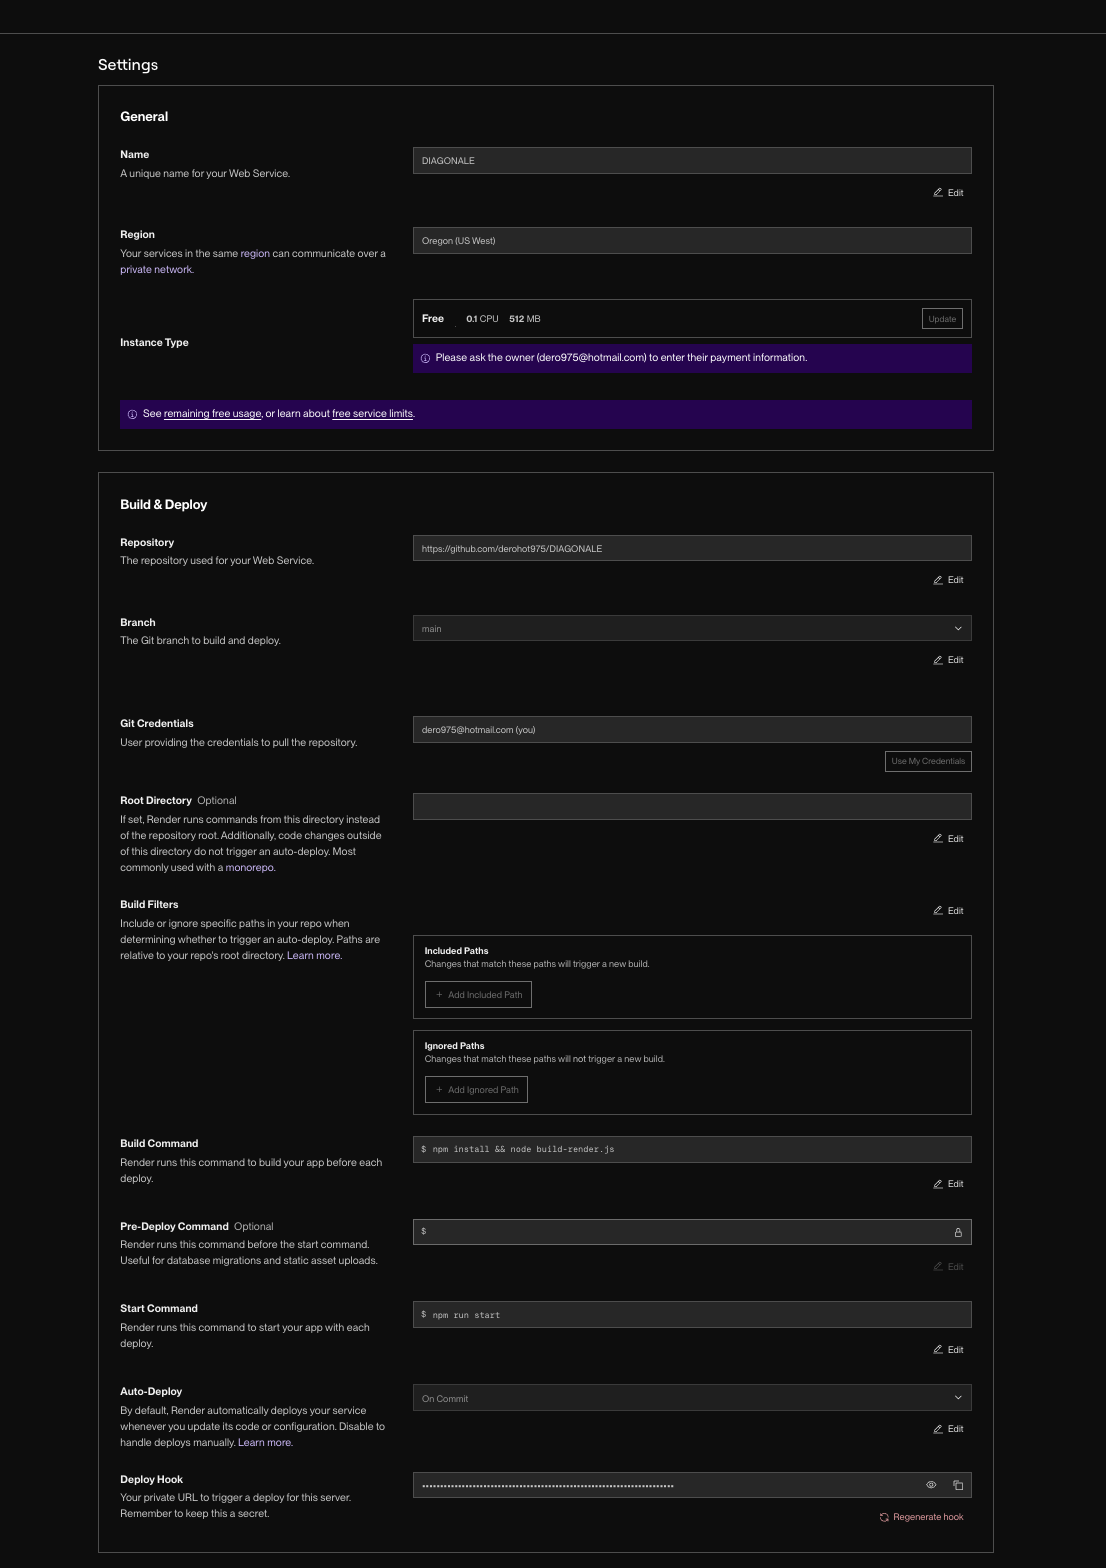 Settings
General
Name
A unique name for your Web Service.
DIAGONALE
Edit
Region
Your services in the same region can communicate over a
private network.
Oregon (US West)
Instance Type
Free 0.1 CPU 512 MB
Update
Please ask the owner (dero975@hotmail.com) to enter their payment information.
See remaining free usage, or learn about free service limits.
Build & Deploy
Repository
The repository used for your Web Service.
https://github.com/derohot975/DIAGONALE
Edit
Branch
The Git branch to build and deploy.
main
Edit
Git Credentials
User providing the credentials to pull the repository.
dero975@hotmail.com (you)
Use My Credentials
Root Directory Optional
If set, Render runs commands from this directory instead
of the repository root. Additionally, code changes outside
of this directory do not trigger an auto-deploy. Most
commonly used with a monorepo.
Edit
Build Filters
Include or ignore specific paths in your repo when
determining whether to trigger an auto-deploy. Paths are
relative to your repo's root directory. Learn more.
Edit
Included Paths
Changes that match these paths will trigger a new build.
+ Add Included Path
Ignored Paths
Changes that match these paths will not trigger a new build.
+ Add Ignored Path
Build Command
Render runs this command to build your app before each
deploy.
$ npm install && node build-render.js
Edit
Pre-Deploy Command Optional
Render runs this command before the start command.
Useful for database migrations and static asset uploads.
$
Edit
Start Command
Render runs this command to start your app with each
deploy.
$ npm run start
Edit
Auto-Deploy
By default, Render automatically deploys your service
whenever you update its code or configuration. Disable to
handle deploys manually. Learn more.
On Commit
Edit
Deploy Hook
Your private URL to trigger a deploy for this server.
Remember to keep this a secret.
Regenerate hook